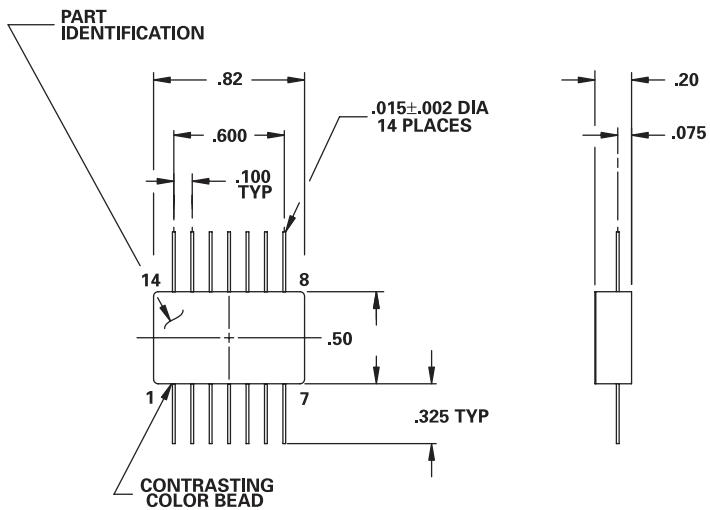 PART
IDENTIFICATION
.82
.20
.015±.002 DIA
14 PLACES
.600
.075
.100
TYP
14
8
.50
1
7
.325 TYP
CONTRASTING
COLOR BEAD